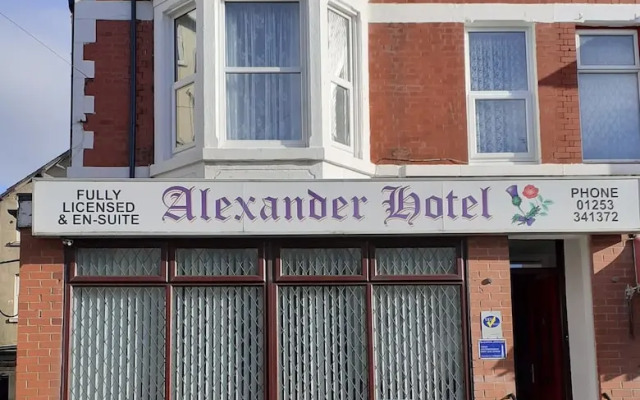 FULLY
LICENSED
& EN-SUITE
Alexander Hotel
PHONE
01253
341372